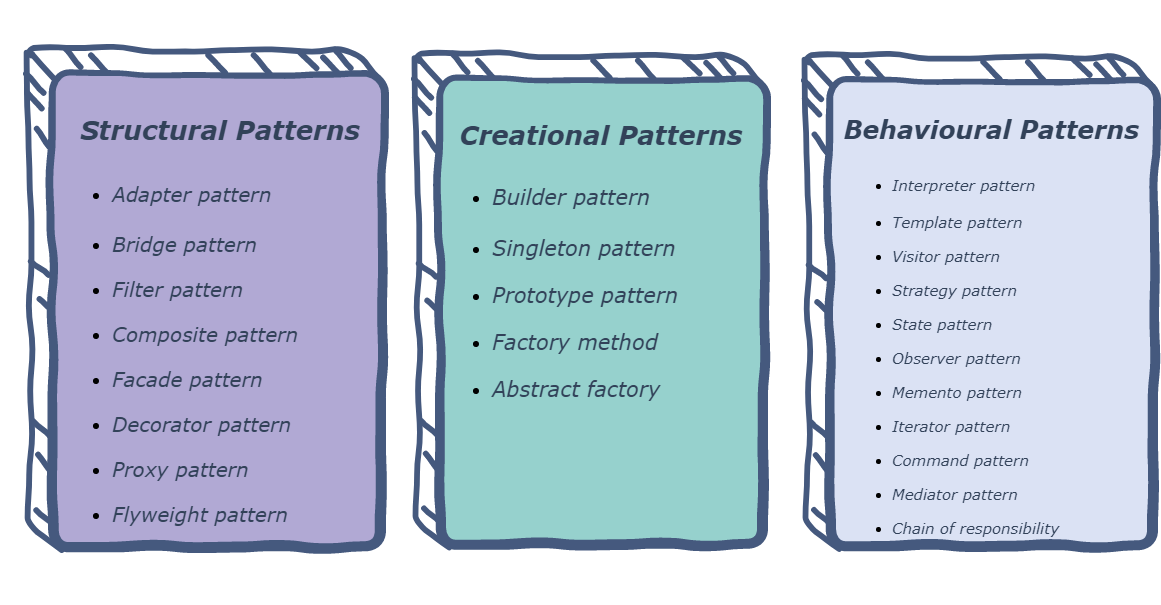 Structural Patterns
• Adapter pattern
• Bridge pattern
• Filter pattern
• Composite pattern
• Facade pattern
• Decorator pattern
• Proxy pattern
• Flyweight pattern
Creational Patterns
• Builder pattern
• Singleton pattern
• Prototype pattern
• Factory method
• Abstract factory
Behavioural Patterns
• Interpreter pattern
• Template pattern
• Visitor pattern
• Strategy pattern
• State pattern
• Observer pattern
• Memento pattern
• Iterator pattern
• Command pattern
• Mediator pattern
• Chain of responsibility